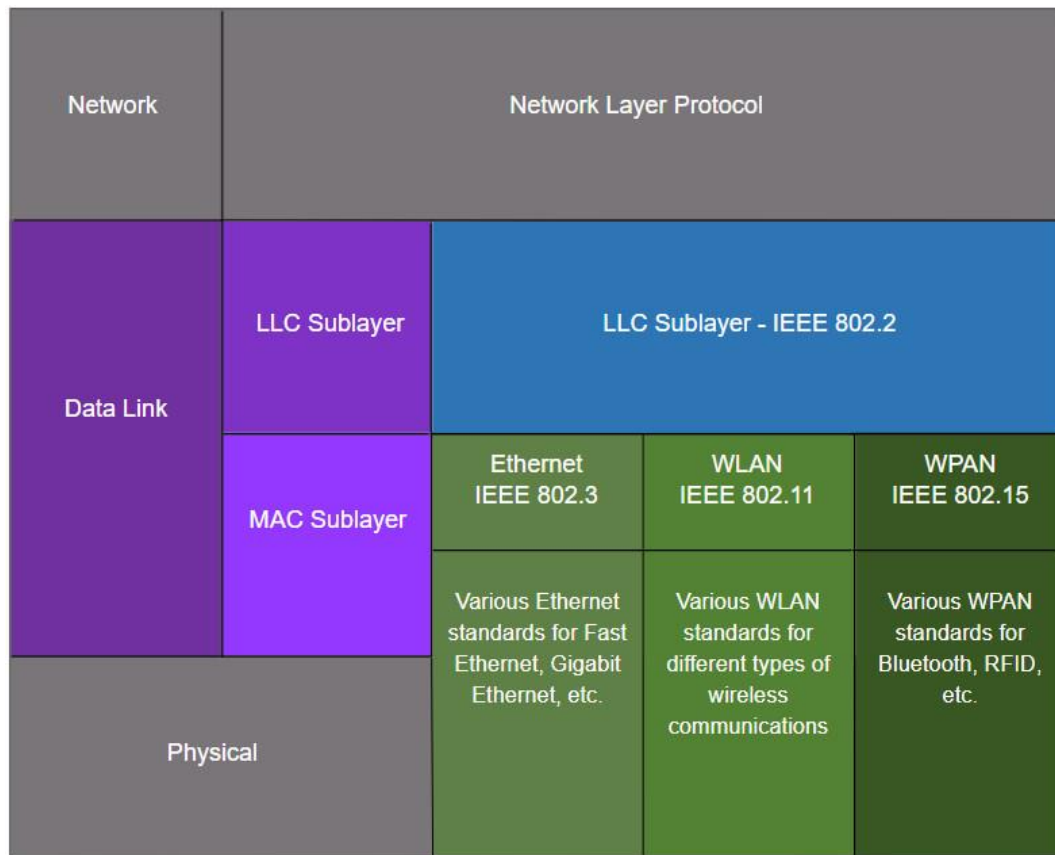 Network
Network Layer Protocol
Data Link
LLC Sublayer
LLC Sublayer - IEEE 802.2
MAC Sublayer
Ethernet
IEEE 802.3
WLAN
IEEE 802.11
WPAN
IEEE 802.15
Various Ethernet
standards for Fast
Ethernet, Gigabit
Ethernet, etc.
Various WLAN
standards for
different types of
wireless
communications
Various WPAN
standards for
Bluetooth, RFID,
etc.
Physical